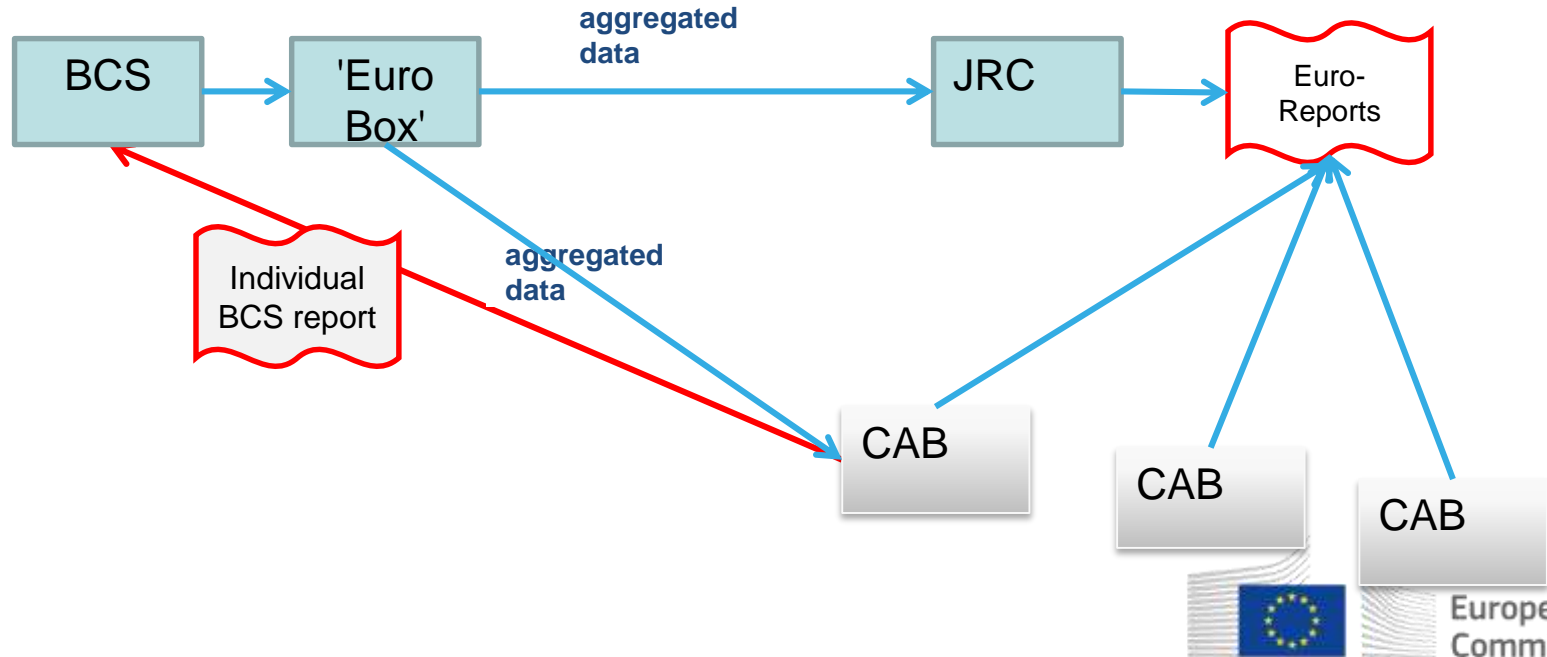 aggregated
data
BCS
'Euro
Box'
JRC
Euro-
Reports
Individual
BCS report
aggregated
data
CAB
CAB
CAB
Europe
Comm